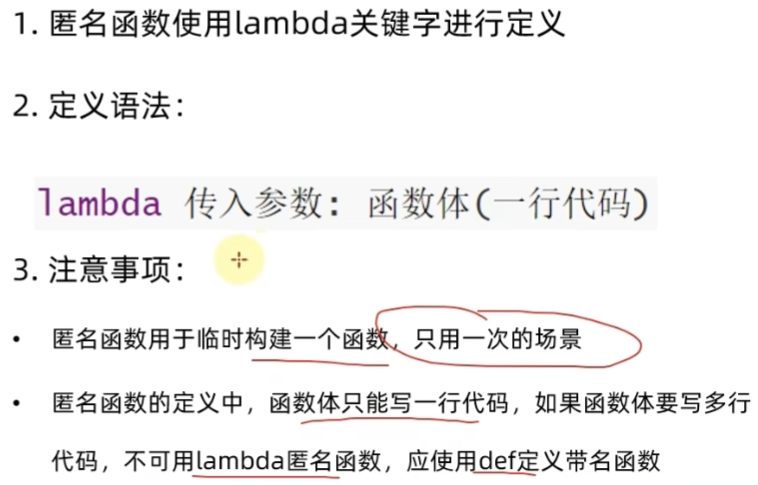 1. 匿名函数使用lambda关键字进行定义
2. 定义语法：
lambda 传入参数: 函数体(一行代码)
3. 注意事项：
• 匿名函数用于临时构建一个函数，只用一次的场景
• 匿名函数的定义中，函数体只能写一行代码，如果函数体要写多行
代码，不可用lambda匿名函数，应使用def定义带名函数